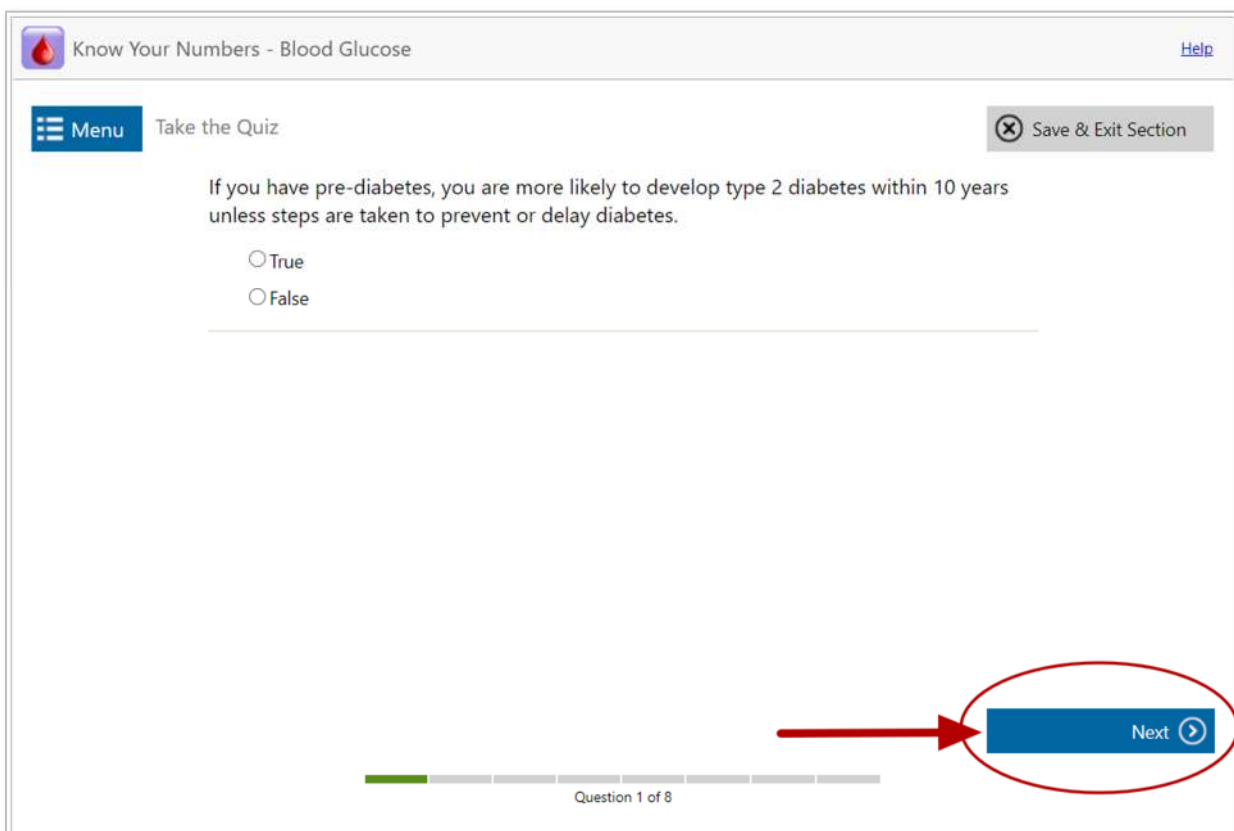 Know Your Numbers - Blood Glucose
Help
Menu
Take the Quiz
Save & Exit Section
If you have pre-diabetes, you are more likely to develop type 2 diabetes within 10 years
unless steps are taken to prevent or delay diabetes.
True
False
Next
Question 1 of 8